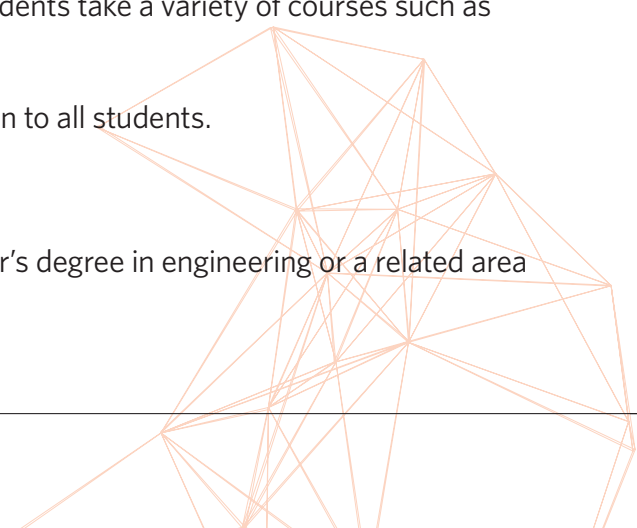 dents take a variety of courses such as
n to all students.
r’s degree in engineering or a related area